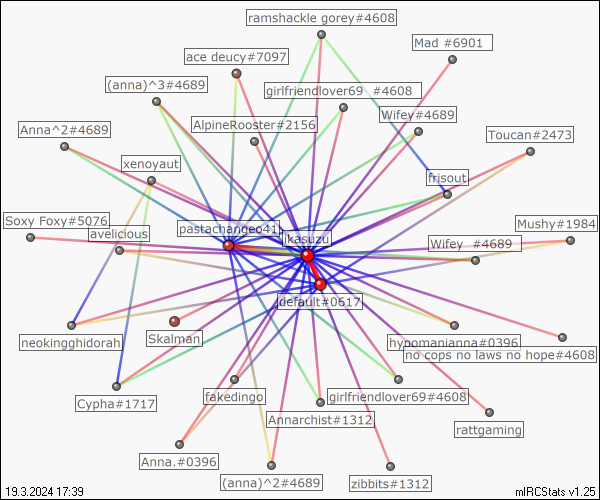 ramshackle gorey#4608
Mad #6901
ace deucy#7097
(anna)^3#4689
girlfriendlover69 #4608
Wifey#4689
AlpineRooster#2156
Anna^2#4689
Toucan#2473
xenoyaut
frisout
Soxy Foxy#5076
pastachangeo41
avelicious
ikasuzu
Mushy#1984
Wifey #4689
default#0617
neokingghidorah
Skalman
hypomanianna#0396
no cops no laws no hope#4608
Cypha#1717
fakedingo
girlfriendlover69#4608
Annarchist#1312
rattgaming
Anna.#0396
(anna)^2#4689
zibbits#1312
19.3.2024 17:39
mIRCStats v1.25